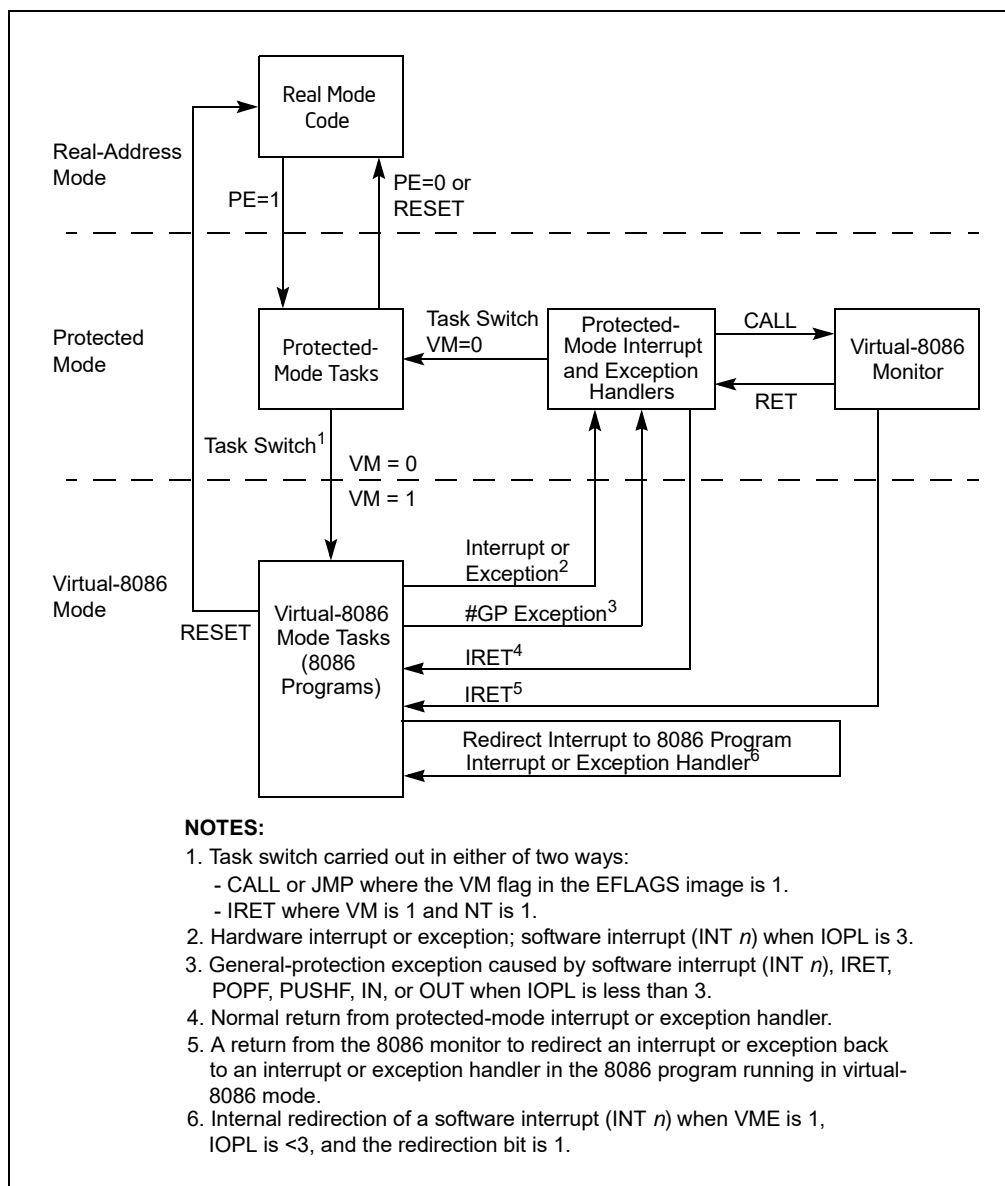 Real Mode
Code
Real-Address
Mode
PE=1
PE=0 or
RESET
Protected
Mode
Protected-
Mode Tasks
Task Switch
VM=0
Protected-
Mode Interrupt
and Exception
Handlers
CALL
RET
Virtual-8086
Monitor
Task Switch1
VM = 0
VM = 1
Virtual-8086
Mode
RESET
Virtual-8086
Mode Tasks
(8086
Programs)
Interrupt or
Exception2
#GP Exception3
IRET4
IRET5
Redirect Interrupt to 8086 Program
Interrupt or Exception Handler6
NOTES:
1. Task switch carried out in either of two ways:
- CALL or JMP where the VM flag in the EFLAGS image is 1.
- IRET where VM is 1 and NT is 1.
2. Hardware interrupt or exception; software interrupt (INT n) when IOPL is 3.
3. General-protection exception caused by software interrupt (INT n), IRET,
POPF, PUSHF, IN, or OUT when IOPL is less than 3.
4. Normal return from protected-mode interrupt or exception handler.
5. A return from the 8086 monitor to redirect an interrupt or exception back
to an interrupt or exception handler in the 8086 program running in virtual-
8086 mode.
6. Internal redirection of a software interrupt (INT n) when VME is 1,
IOPL is <3, and the redirection bit is 1.